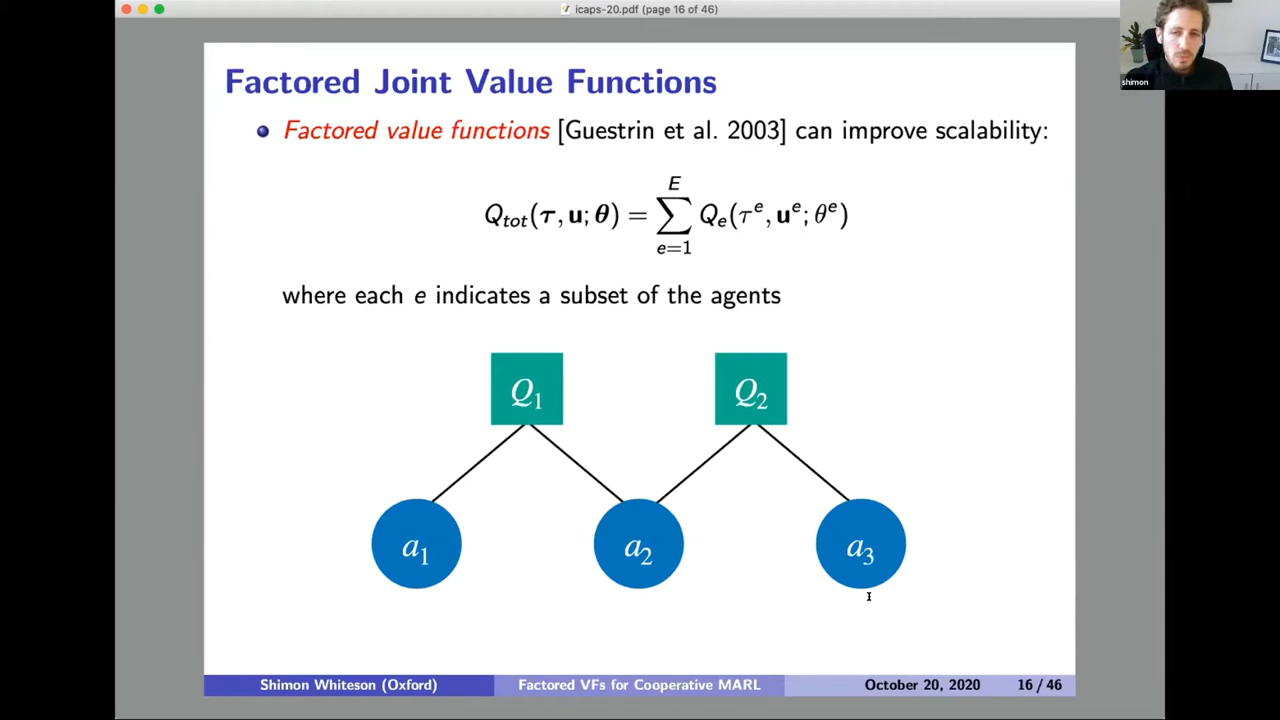 icaps-20.pdf (page 16 of 46)
shimon
Factored Joint Value Functions
Factored value functions [Guestrin et al. 2003] can improve scalability:
Q_tot(τ, u; θ) = ∑_{e=1}^{E} Q_e(τ^e, u^e; θ^e)
where each e indicates a subset of the agents
Q₁ Q₂
a₁ a₂ a₃
Shimon Whiteson (Oxford) Factored VFs for Cooperative MARL October 20, 2020 16 / 46